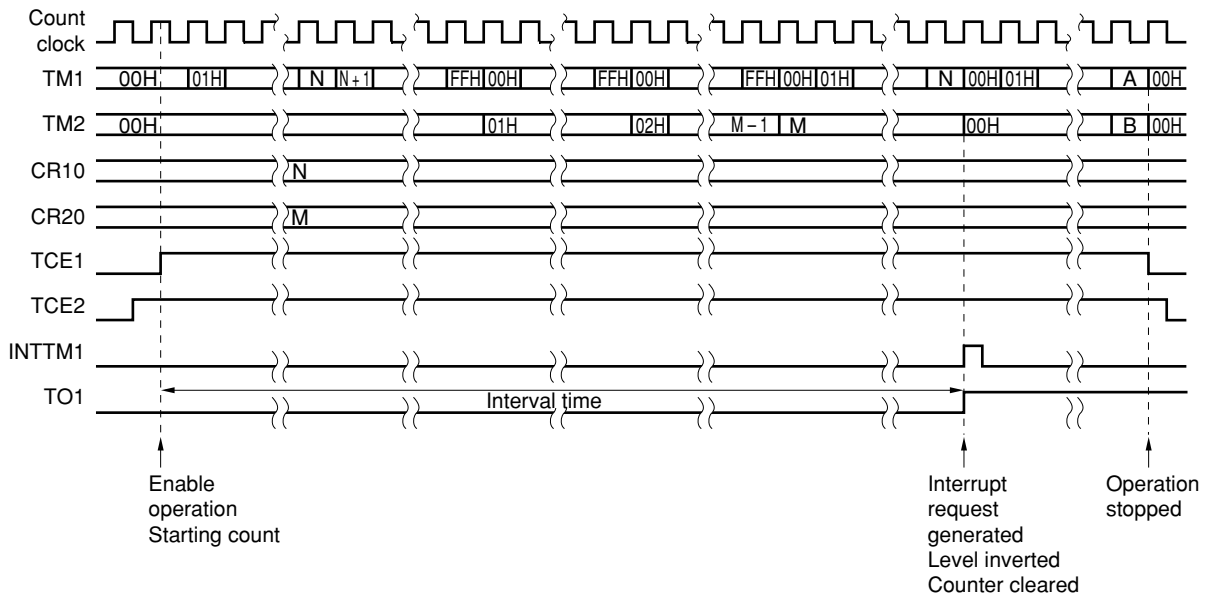 Count
clock
TM1 00H 01H N N+1 FFH 00H FFH 00H FFH 00H 01H N 00H 01H A 00H
TM2 00H 01H 02H M−1 M 00H B 00H
CR10 N
CR20 M
TCE1
TCE2
INTTM1
TO1
Interval time
Enable
operation
Starting count
Interrupt
request
generated
Level inverted
Counter cleared
Operation
stopped